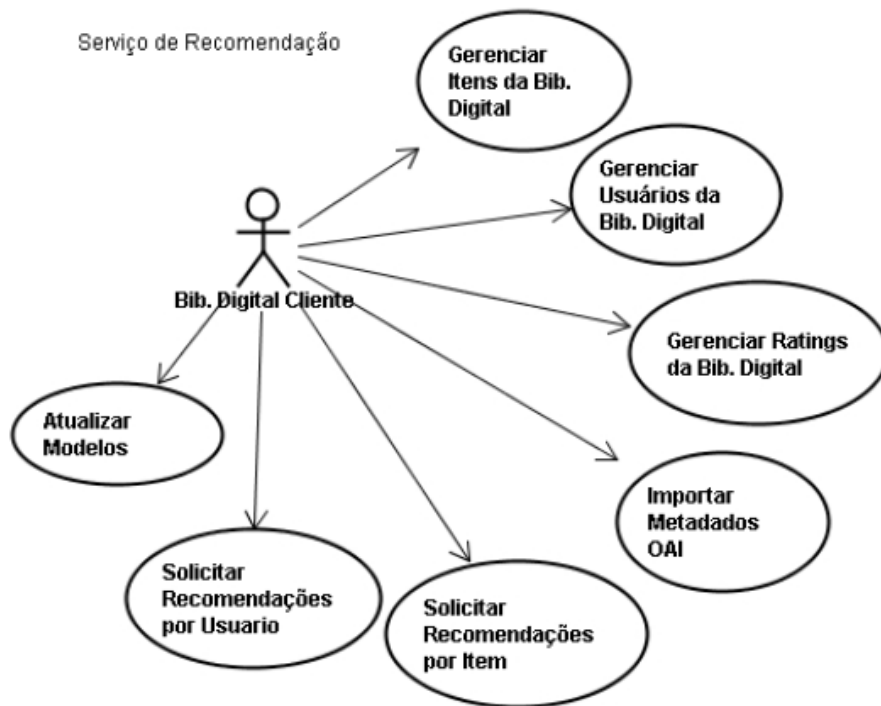 Serviço de Recomendação
Gerenciar
Itens da Bib.
Digital
Gerenciar
Usuários da
Bib. Digital
Bib. Digital Cliente
Gerenciar Ratings
da Bib. Digital
Atualizar
Modelos
Importar
Metadados
OAI
Solicitar
Recomendações
por Usuario
Solicitar
Recomendações
por Item